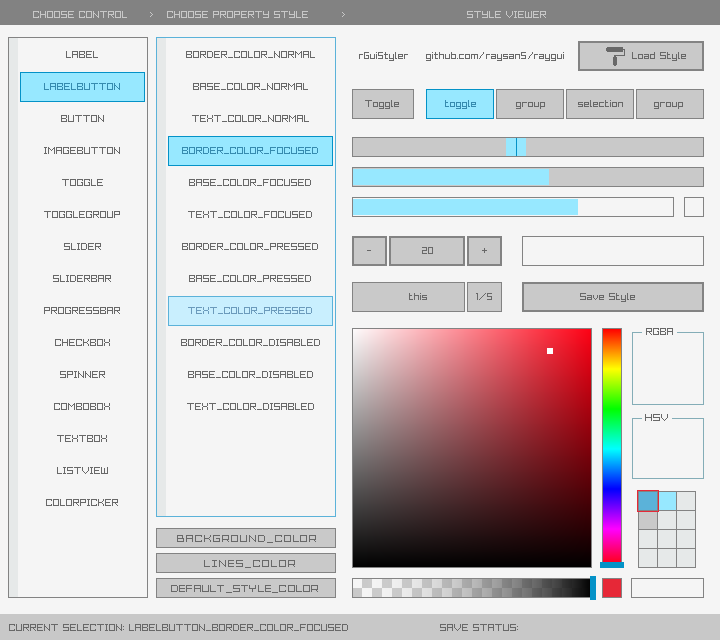 CHOOSE CONTROL › CHOOSE PROPERTY STYLE › STYLE VIEWER
LABEL
LABELBUTTON
BUTTON
IMAGEBUTTON
TOGGLE
TOGGLEGROUP
SLIDER
SLIDERBAR
PROGRESSBAR
CHECKBOX
SPINNER
COMBOBOX
TEXTBOX
LISTVIEW
COLORPICKER
BORDER_COLOR_NORMAL
BASE_COLOR_NORMAL
TEXT_COLOR_NORMAL
BORDER_COLOR_FOCUSED
BASE_COLOR_FOCUSED
TEXT_COLOR_FOCUSED
BORDER_COLOR_PRESSED
BASE_COLOR_PRESSED
TEXT_COLOR_PRESSED
BORDER_COLOR_DISABLED
BASE_COLOR_DISABLED
TEXT_COLOR_DISABLED
BACKGROUND_COLOR
LINES_COLOR
DEFAULT_STYLE_COLOR
rGuiStyler github.com/raysan5/raygui Load Style
Toggle toggle group selection group
- 20 +
this 1/5 Save Style
RGBA
HSV
CURRENT SELECTION: LABELBUTTON_BORDER_COLOR_FOCUSED SAVE STATUS: